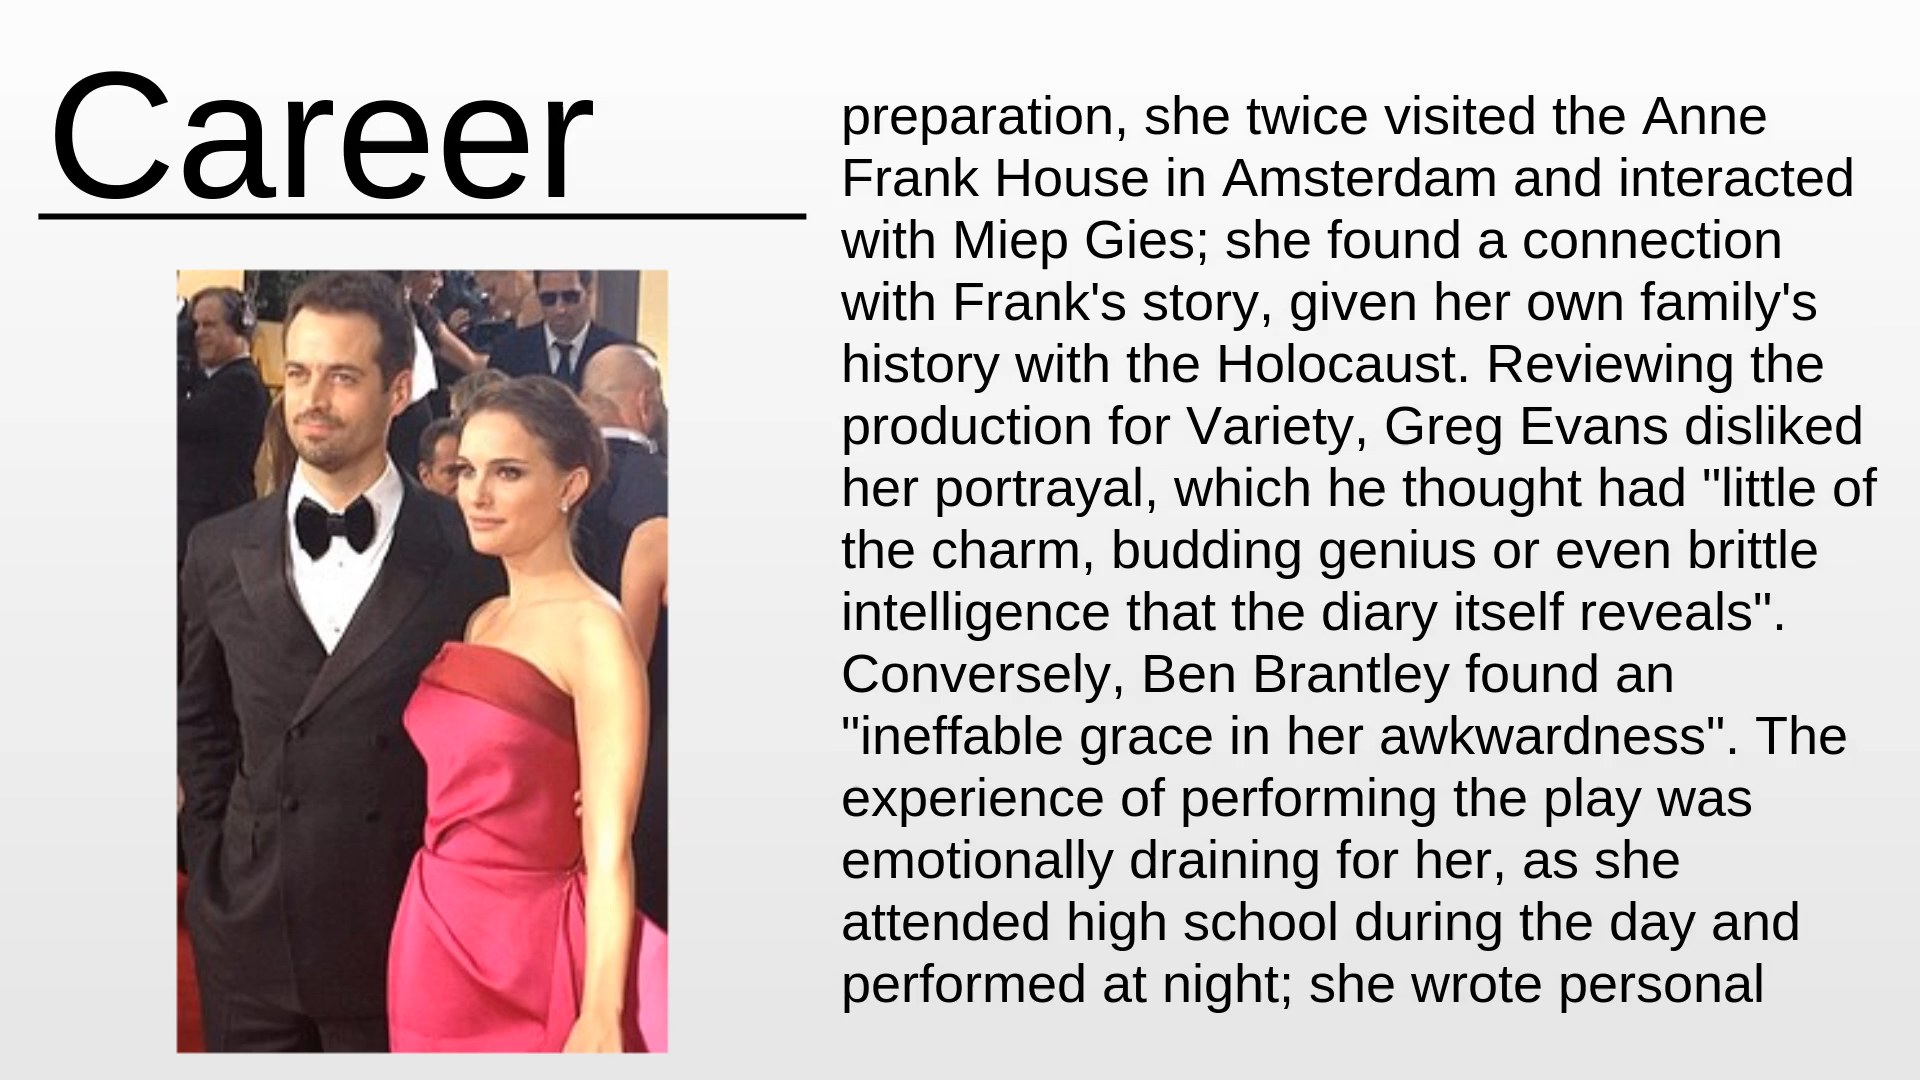 Career
preparation, she twice visited the Anne
Frank House in Amsterdam and interacted
with Miep Gies; she found a connection
with Frank's story, given her own family's
history with the Holocaust. Reviewing the
production for Variety, Greg Evans disliked
her portrayal, which he thought had "little of
the charm, budding genius or even brittle
intelligence that the diary itself reveals".
Conversely, Ben Brantley found an
"ineffable grace in her awkwardness". The
experience of performing the play was
emotionally draining for her, as she
attended high school during the day and
performed at night; she wrote personal